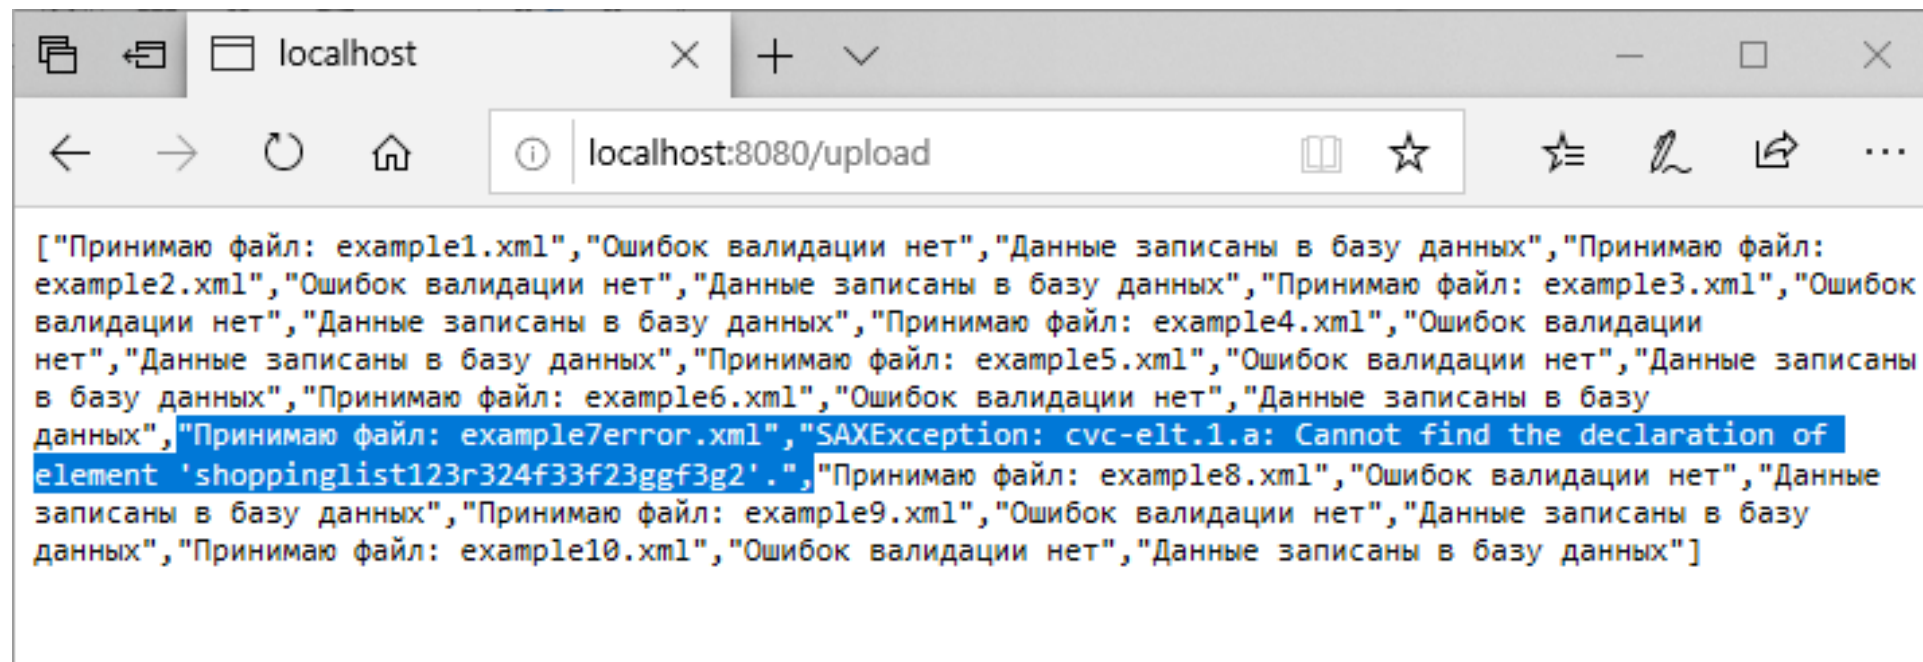 localhost
localhost:8080/upload
["Принимаю файл: example1.xml","Ошибок валидации нет","Данные записаны в базу данных","Принимаю файл:
example2.xml","Ошибок валидации нет","Данные записаны в базу данных","Принимаю файл: example3.xml","Ошибок
валидации нет","Данные записаны в базу данных","Принимаю файл: example4.xml","Ошибок валидации
нет","Данные записаны в базу данных","Принимаю файл: example5.xml","Ошибок валидации нет","Данные записаны
в базу данных","Принимаю файл: example6.xml","Ошибок валидации нет","Данные записаны в базу
данных","Принимаю файл: example7error.xml","SAXException: cvc-elt.1.a: Cannot find the declaration of
element 'shoppinglist123r324f33f23ggf3g2'.","Принимаю файл: example8.xml","Ошибок валидации нет","Данные
записаны в базу данных","Принимаю файл: example9.xml","Ошибок валидации нет","Данные записаны в базу
данных","Принимаю файл: example10.xml","Ошибок валидации нет","Данные записаны в базу данных"]